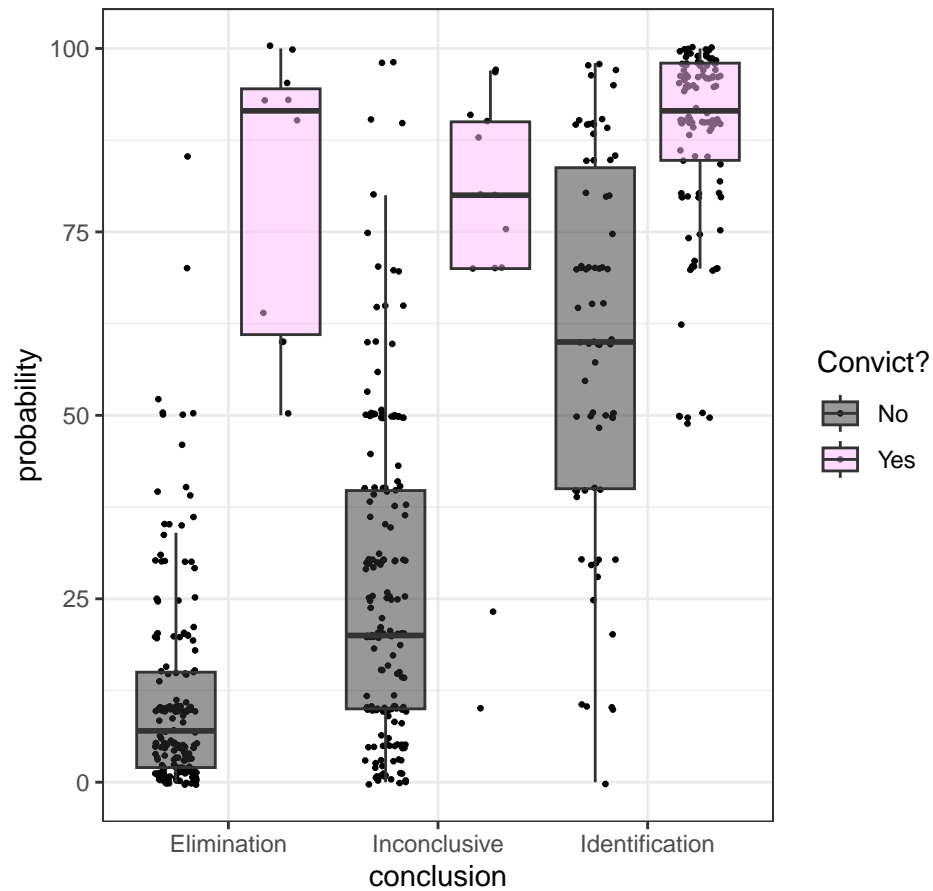 100
75
50
25
0
probability
Elimination
Inconclusive
Identification
conclusion
Convict?
No
Yes